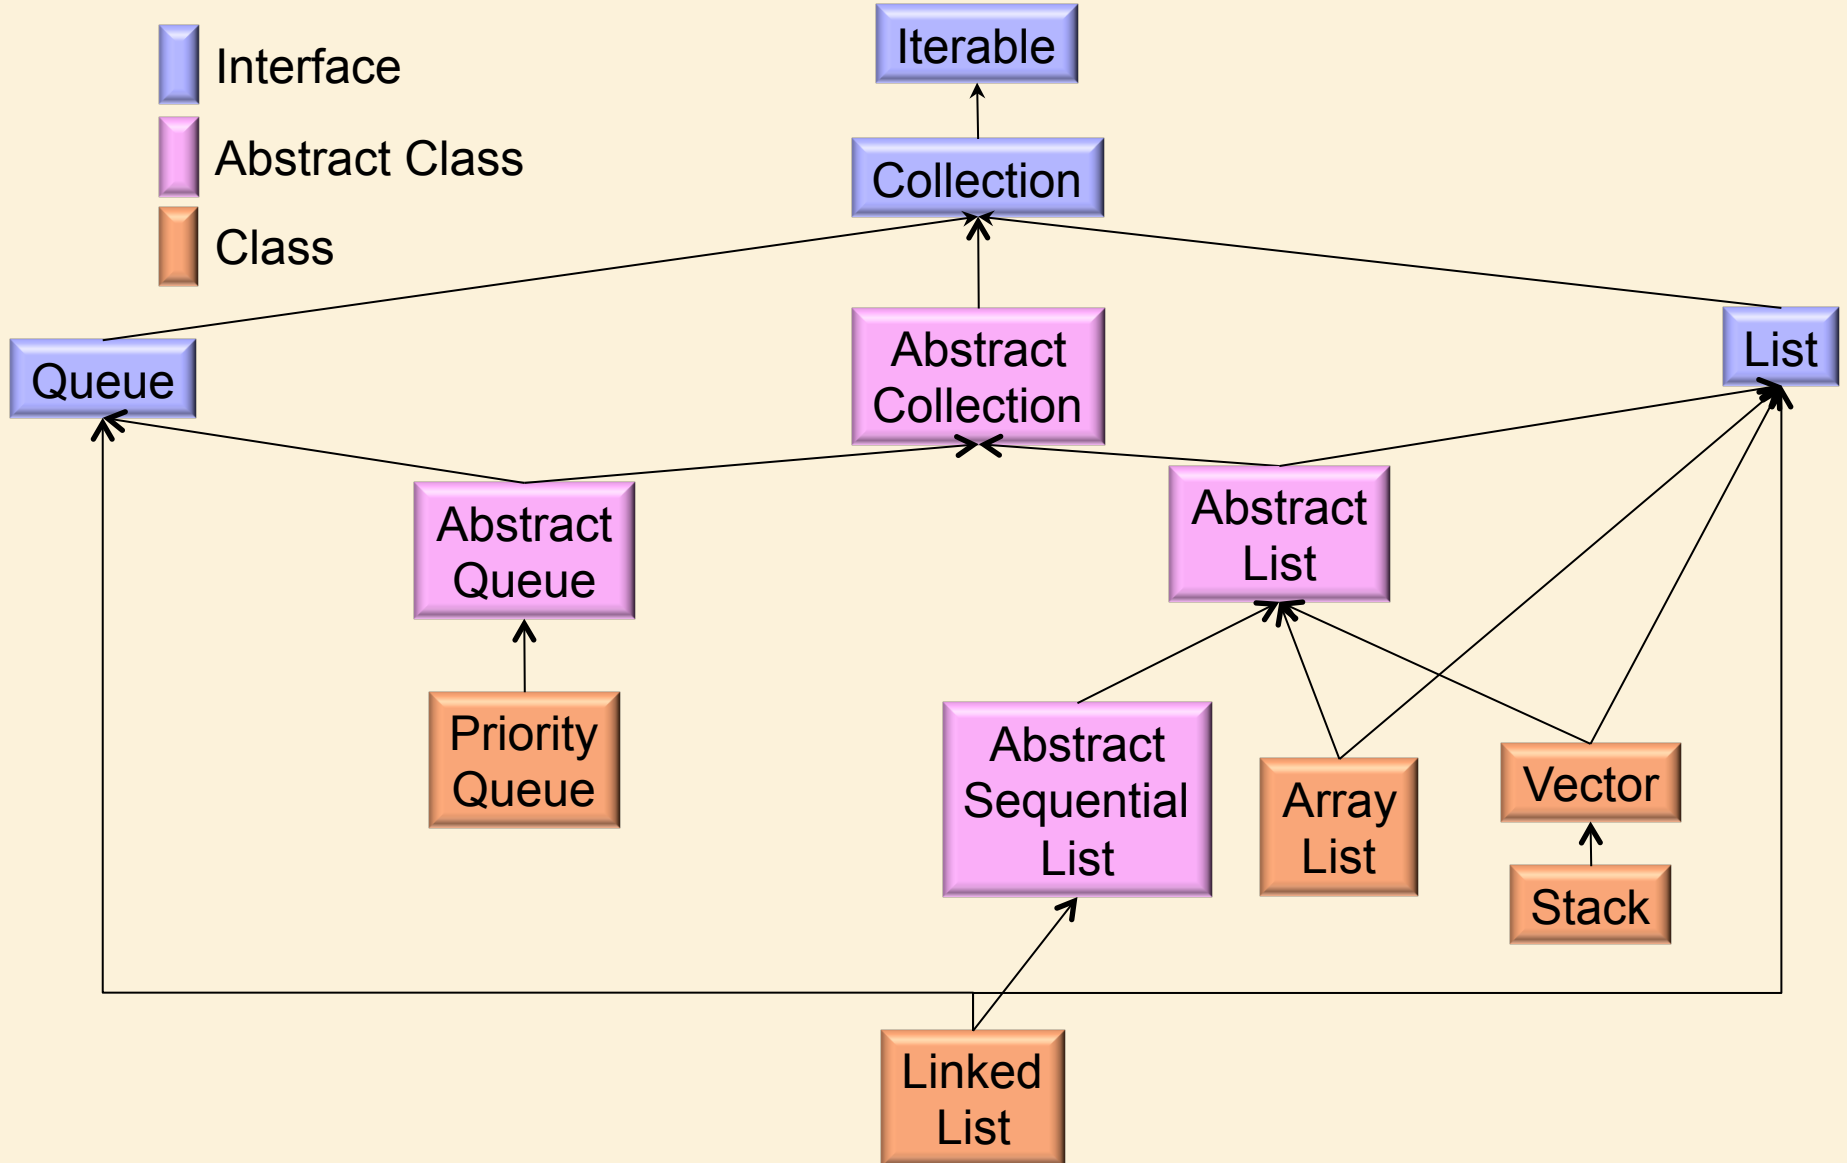 Interface
Abstract Class
Class
Iterable
Collection
Queue
Abstract
Collection
List
Abstract
Queue
Abstract
List
Priority
Queue
Abstract
Sequential
List
Array
List
Vector
Stack
Linked
List